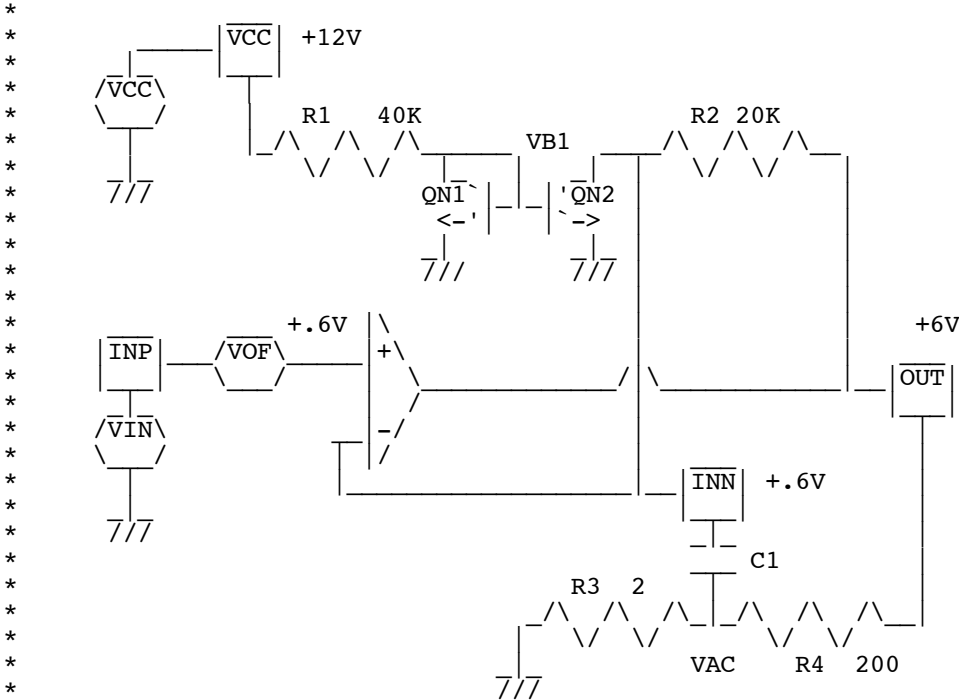 VCC +12V
VCC
R1 40K
R2 20K
VB1
QN1 QN2
+.6V
+6V
INP VOF + OUT
VIN -
INN +.6V
C1
R3 2
VAC R4 200